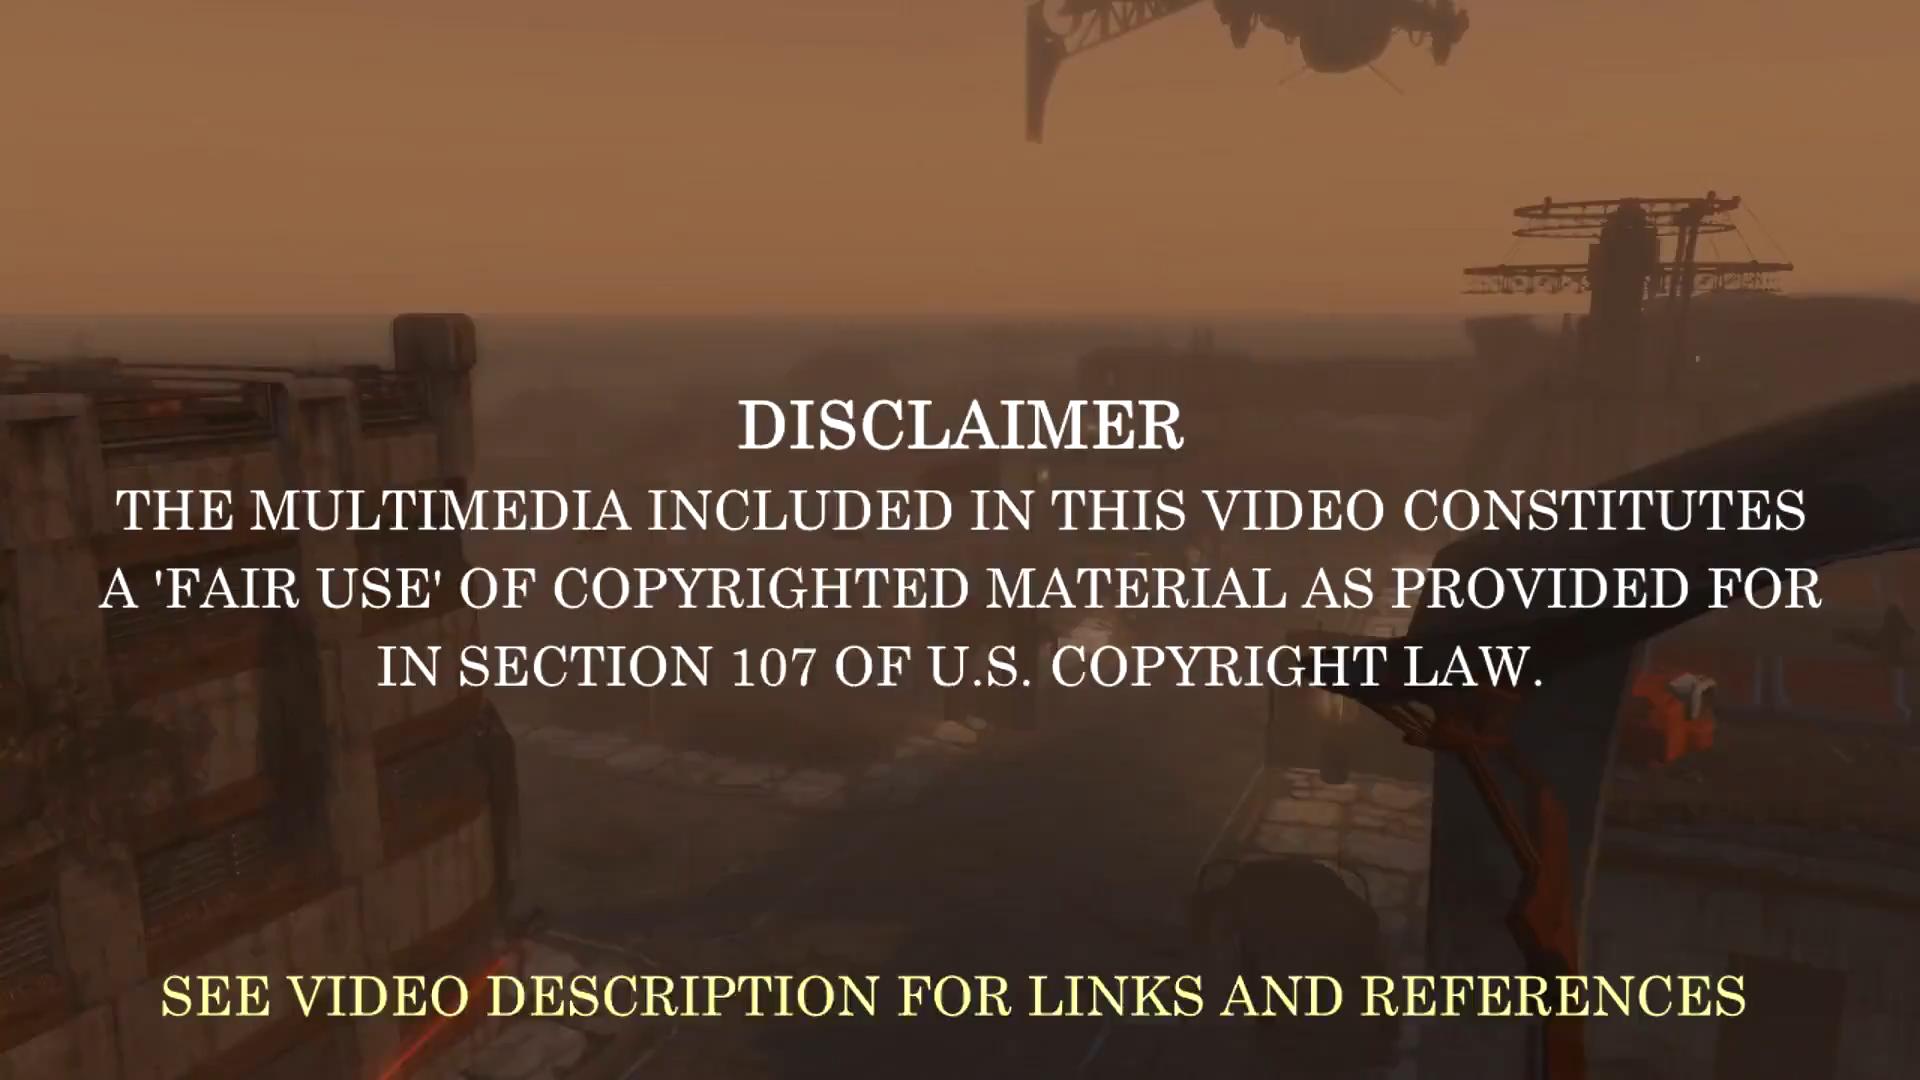 DISCLAIMER
THE MULTIMEDIA INCLUDED IN THIS VIDEO CONSTITUTES
A 'FAIR USE' OF COPYRIGHTED MATERIAL AS PROVIDED FOR
IN SECTION 107 OF U.S. COPYRIGHT LAW.
SEE VIDEO DESCRIPTION FOR LINKS AND REFERENCES